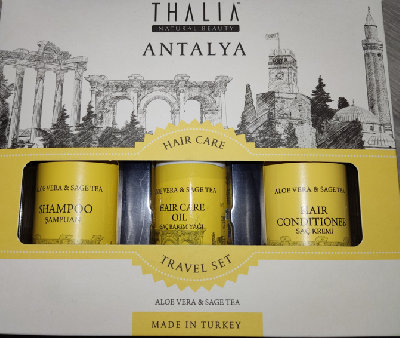 THALIA
NATURAL BEAUTY
ANTALYA
HAIR CARE
ALOE VERA & SAGE TEA
SHAMPOO
ŞAMPUAN
ALOE VERA & SAGE TEA
HAIR CARE
OIL
SAÇ BAKIM YAĞI
ALOE VERA & SAGE TEA
HAIR
CONDITIONER
SAÇ KREMİ
TRAVEL SET
ALOE VERA & SAGE TEA
MADE IN TURKEY